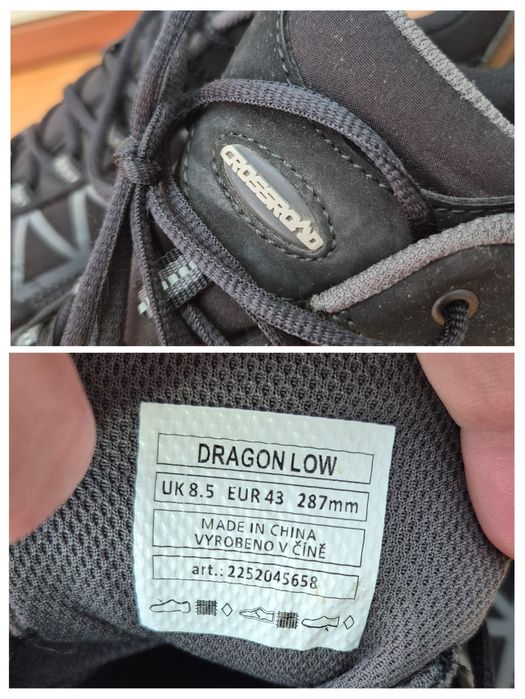 CROSSROAD
DRAGON LOW
UK 8.5 EUR 43 287mm
MADE IN CHINA
VYROBENO V ČÍNĚ
art.: 2252045658